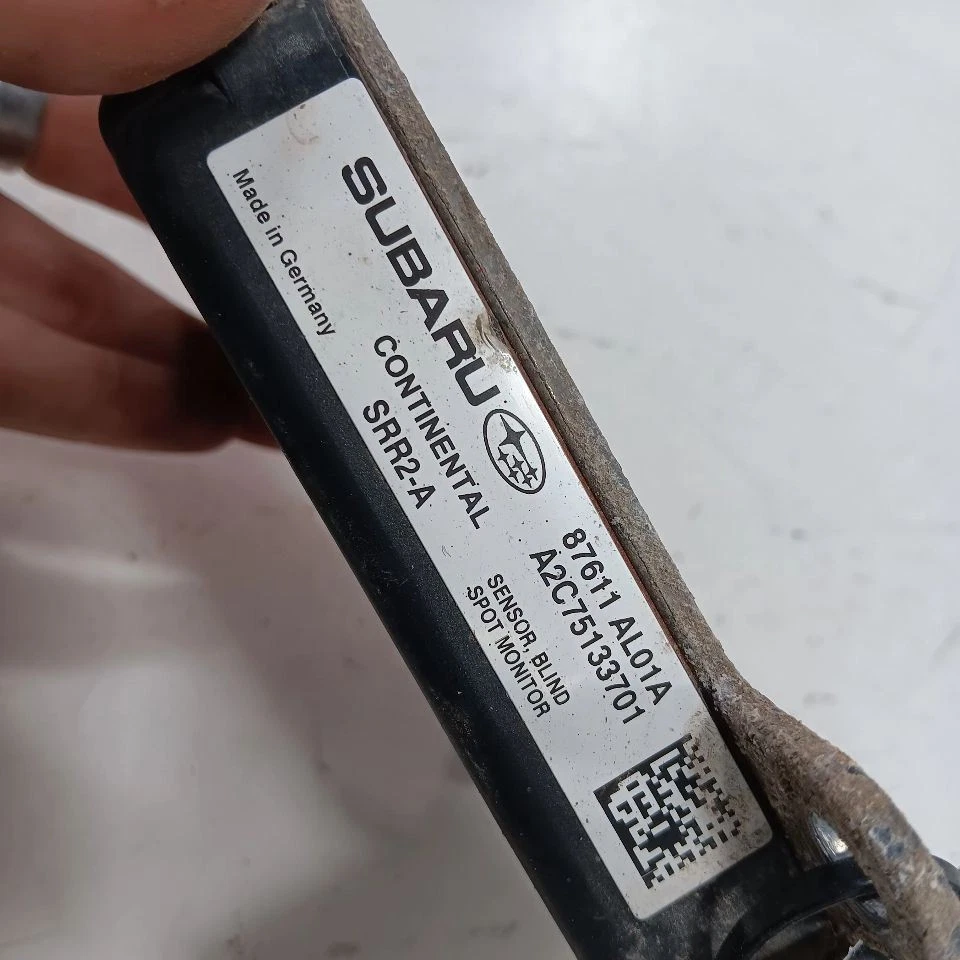 SUBARU
Made in Germany
CONTINENTAL
SRR2-A
87611 AL01A
A2C75133701
SENSOR, BLIND
SPOT MONITOR